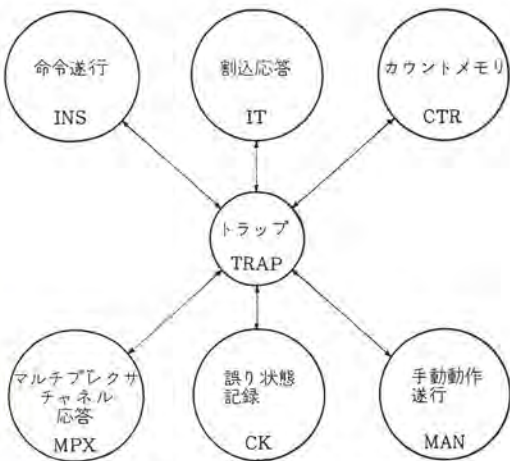 命令遂行
INS
割込応答
IT
カウントメモリ
CTR
トラップ
TRAP
マルチプレクサ
チャネル
応答
MPX
誤り状態
記録
CK
手動動作
遂行
MAN